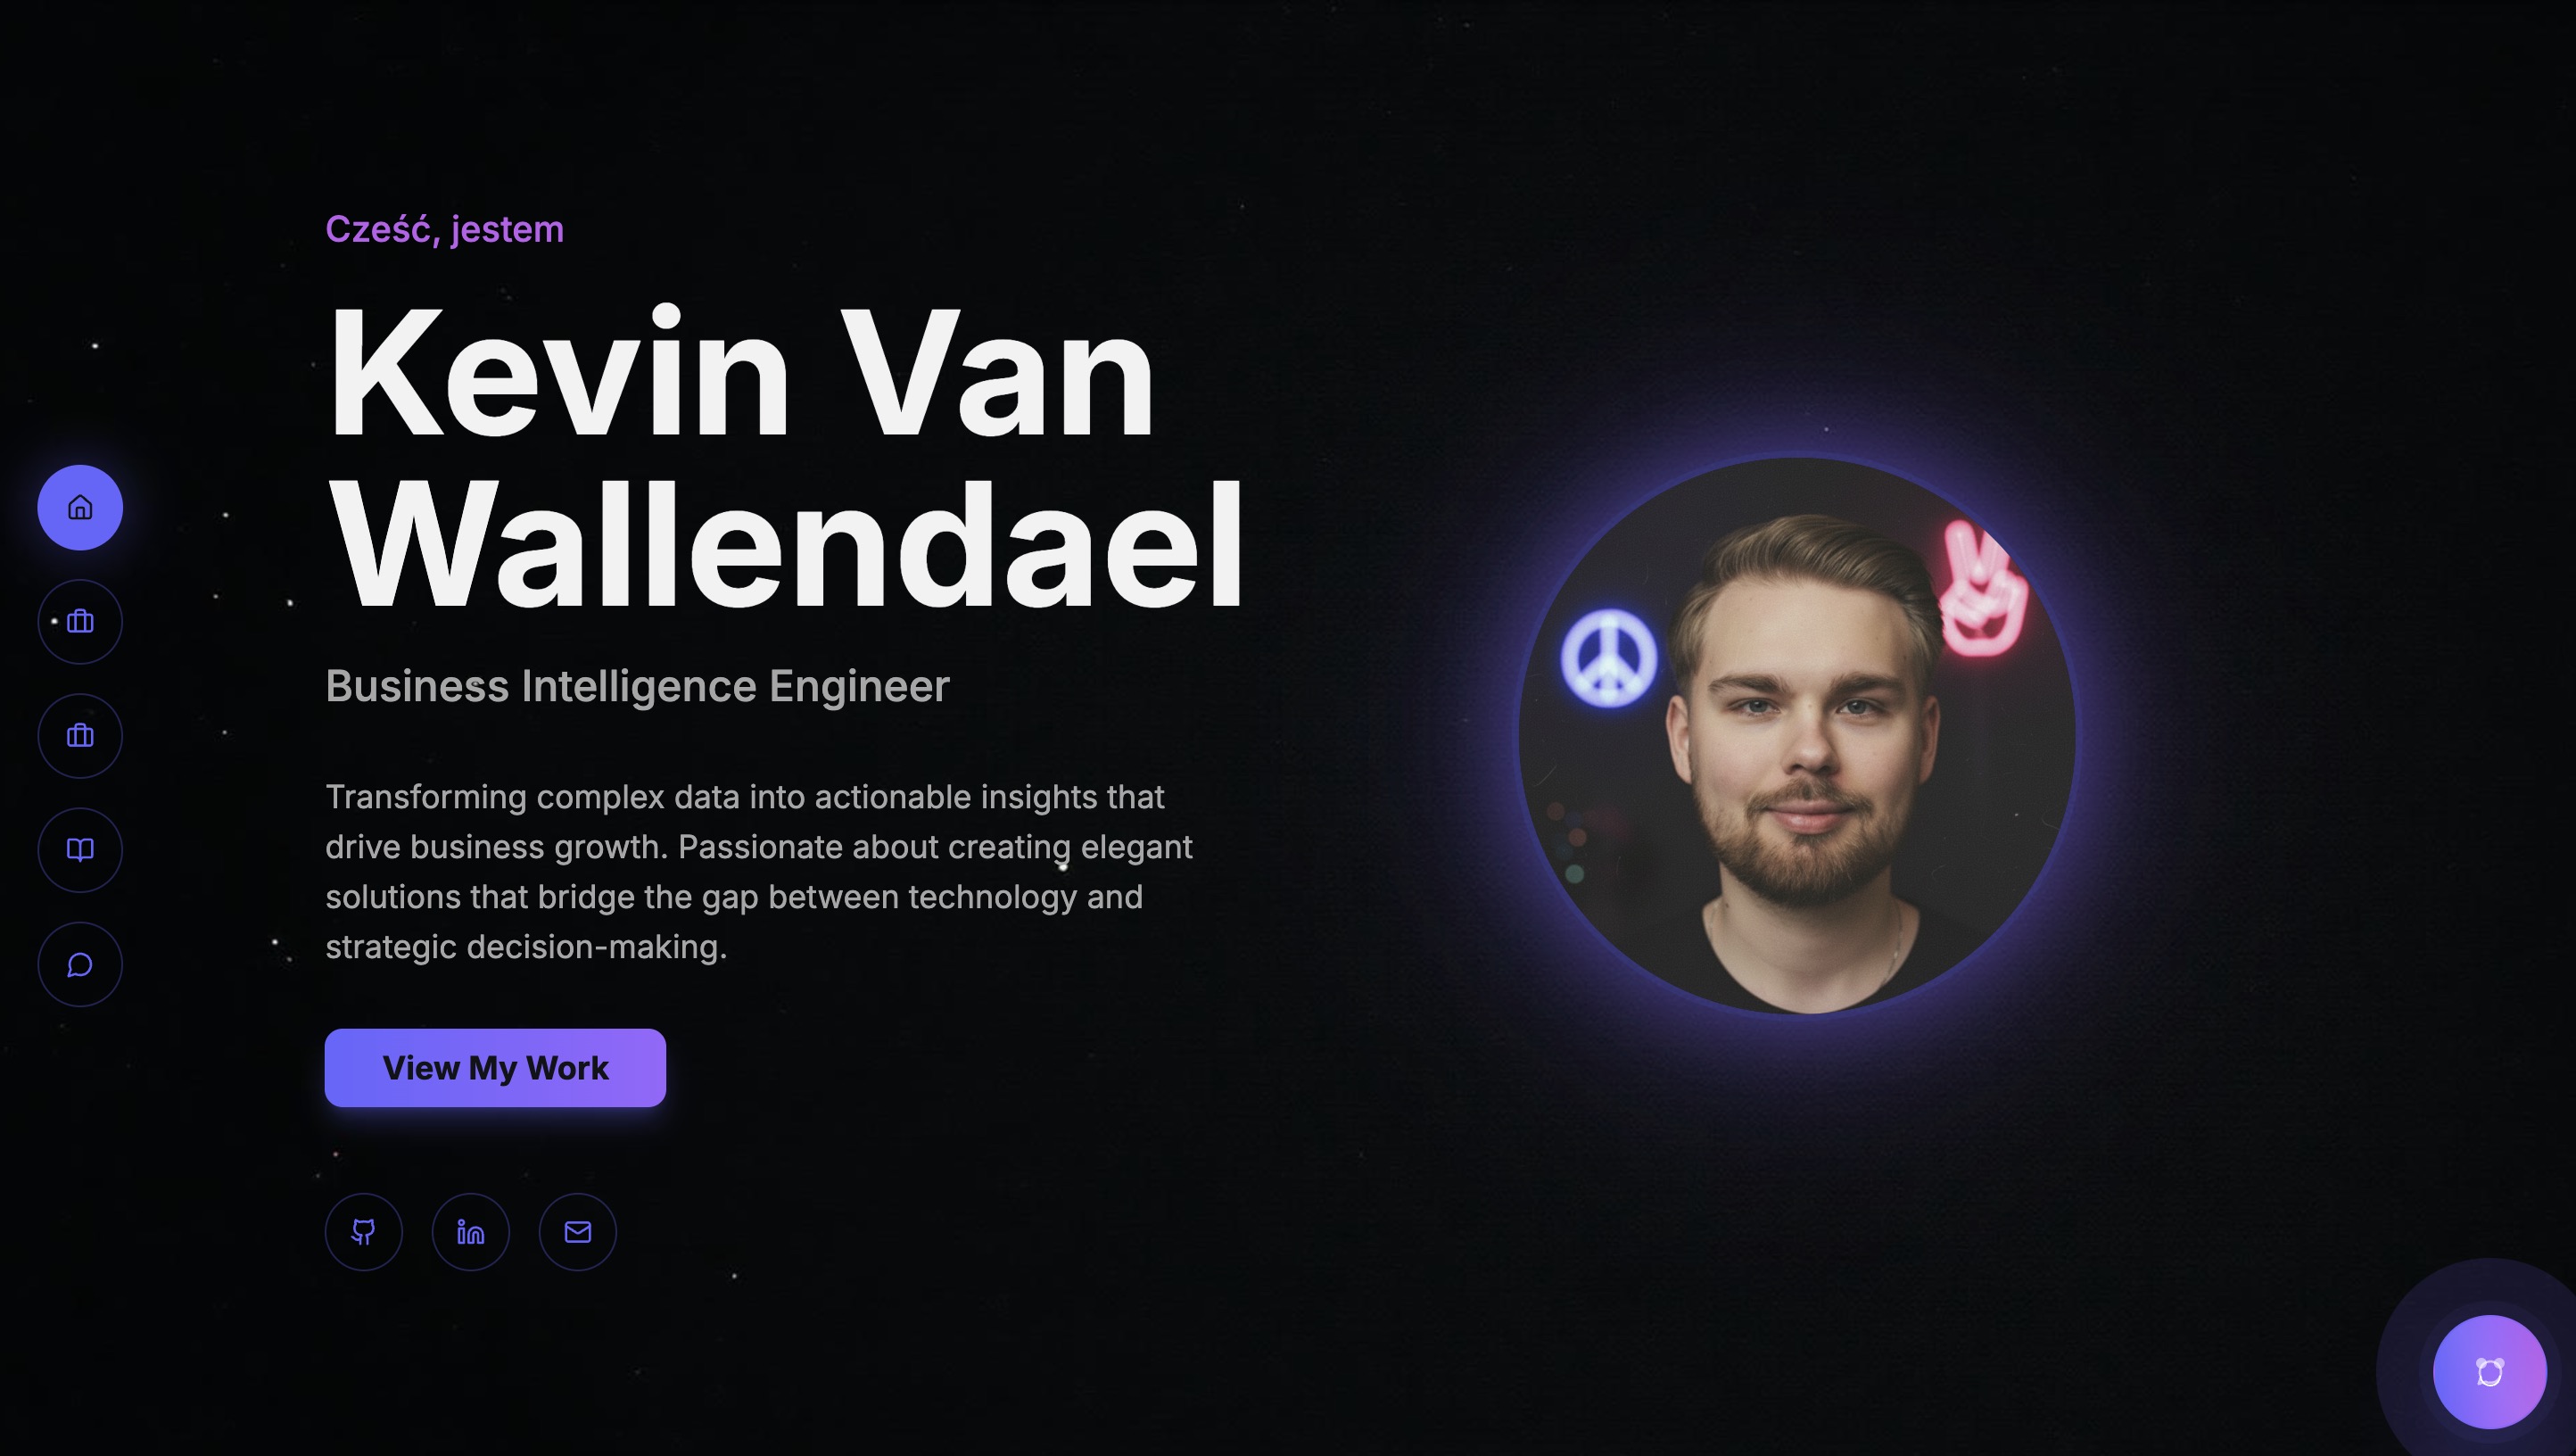 Cześć, jestem
Kevin Van
Wallendael
Business Intelligence Engineer
Transforming complex data into actionable insights that
drive business growth. Passionate about creating elegant
solutions that bridge the gap between technology and
strategic decision-making.
View My Work